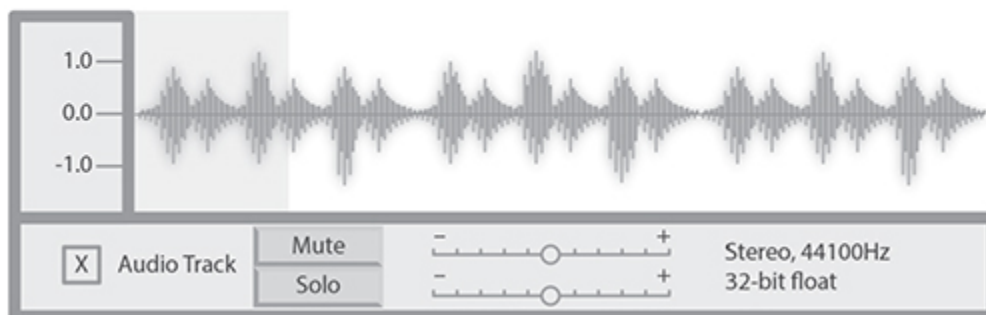 1.0
0.0
-1.0
X Audio Track
Mute
Solo
− +
− +
Stereo, 44100Hz
32-bit float